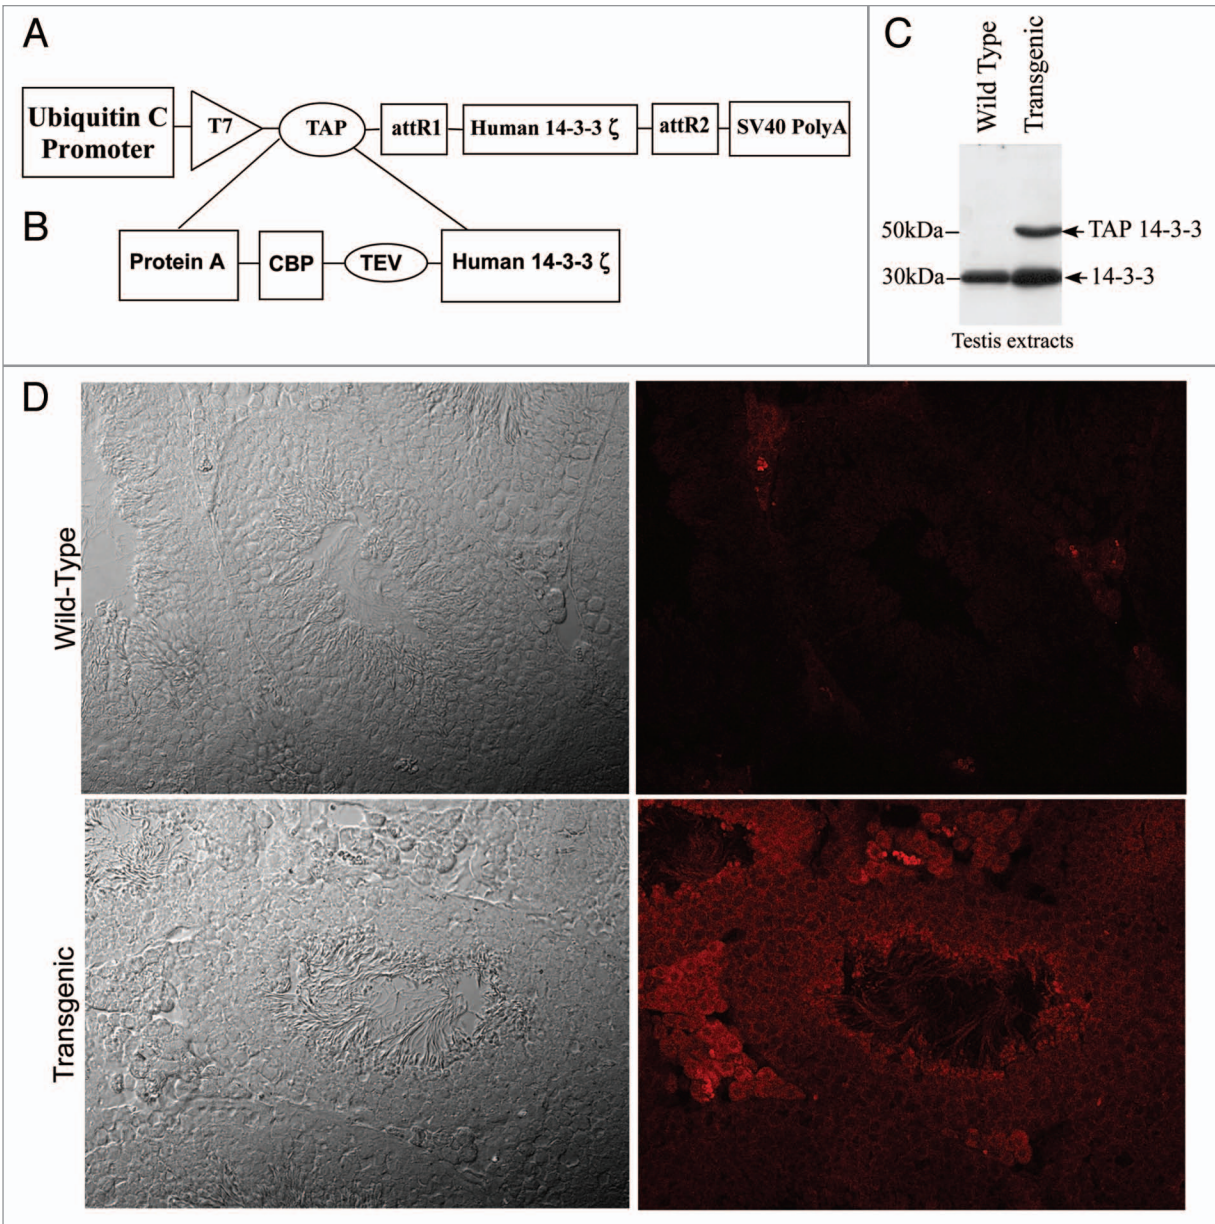 A
Ubiquitin C
Promoter
T7
TAP
attR1
Human 14-3-3 ζ
attR2
SV40 PolyA
B
Protein A
CBP
TEV
Human 14-3-3 ζ
C
Wild Type
Transgenic
50kDa
TAP 14-3-3
30kDa
14-3-3
Testis extracts
D
Wild-Type
Transgenic